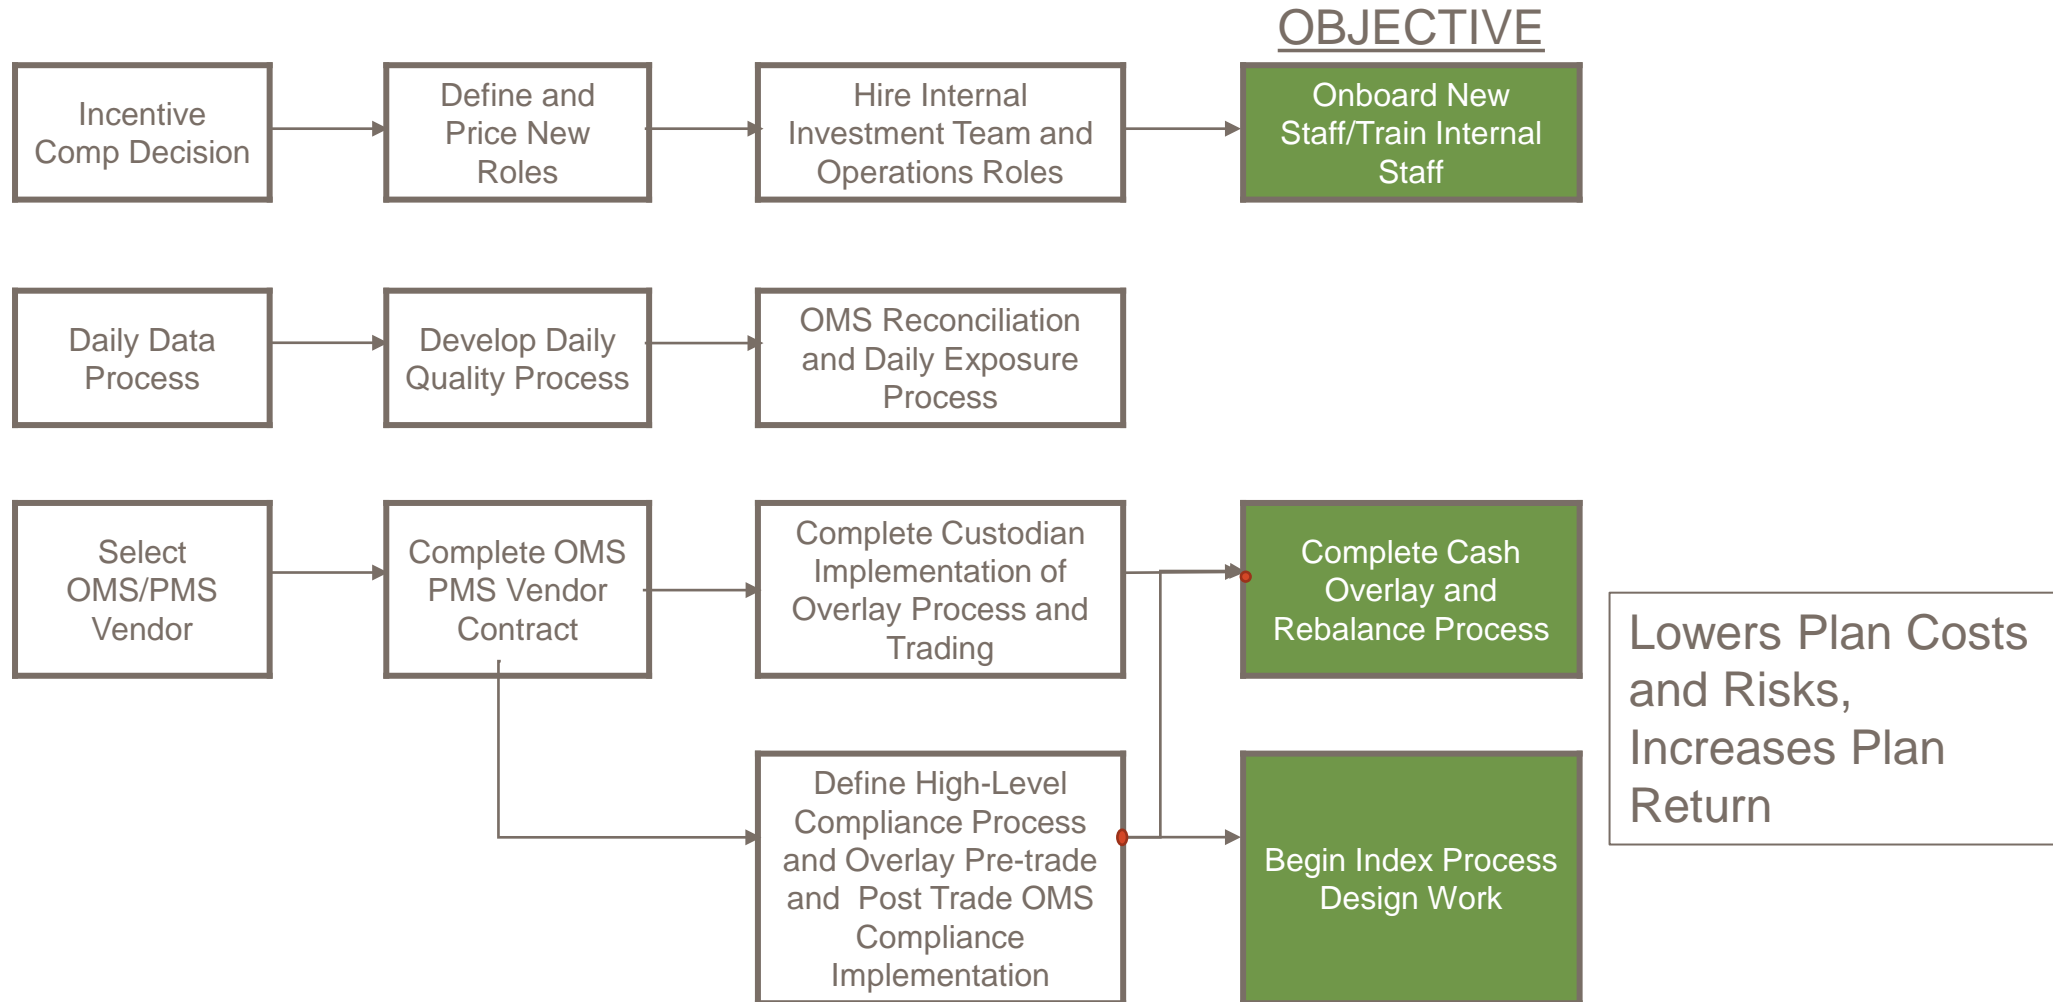 OBJECTIVE
Incentive
Comp Decision
Define and
Price New
Roles
Hire Internal
Investment Team and
Operations Roles
Onboard New
Staff/Train Internal
Staff
Daily Data
Process
Develop Daily
Quality Process
OMS Reconciliation
and Daily Exposure
Process
Select
OMS/PMS
Vendor
Complete OMS
PMS Vendor
Contract
Complete Custodian
Implementation of
Overlay Process and
Trading
Complete Cash
Overlay and
Rebalance Process
Lowers Plan Costs
and Risks,
Increases Plan
Return
Define High-Level
Compliance Process
and Overlay Pre-trade
and Post Trade OMS
Compliance
Implementation
Begin Index Process
Design Work